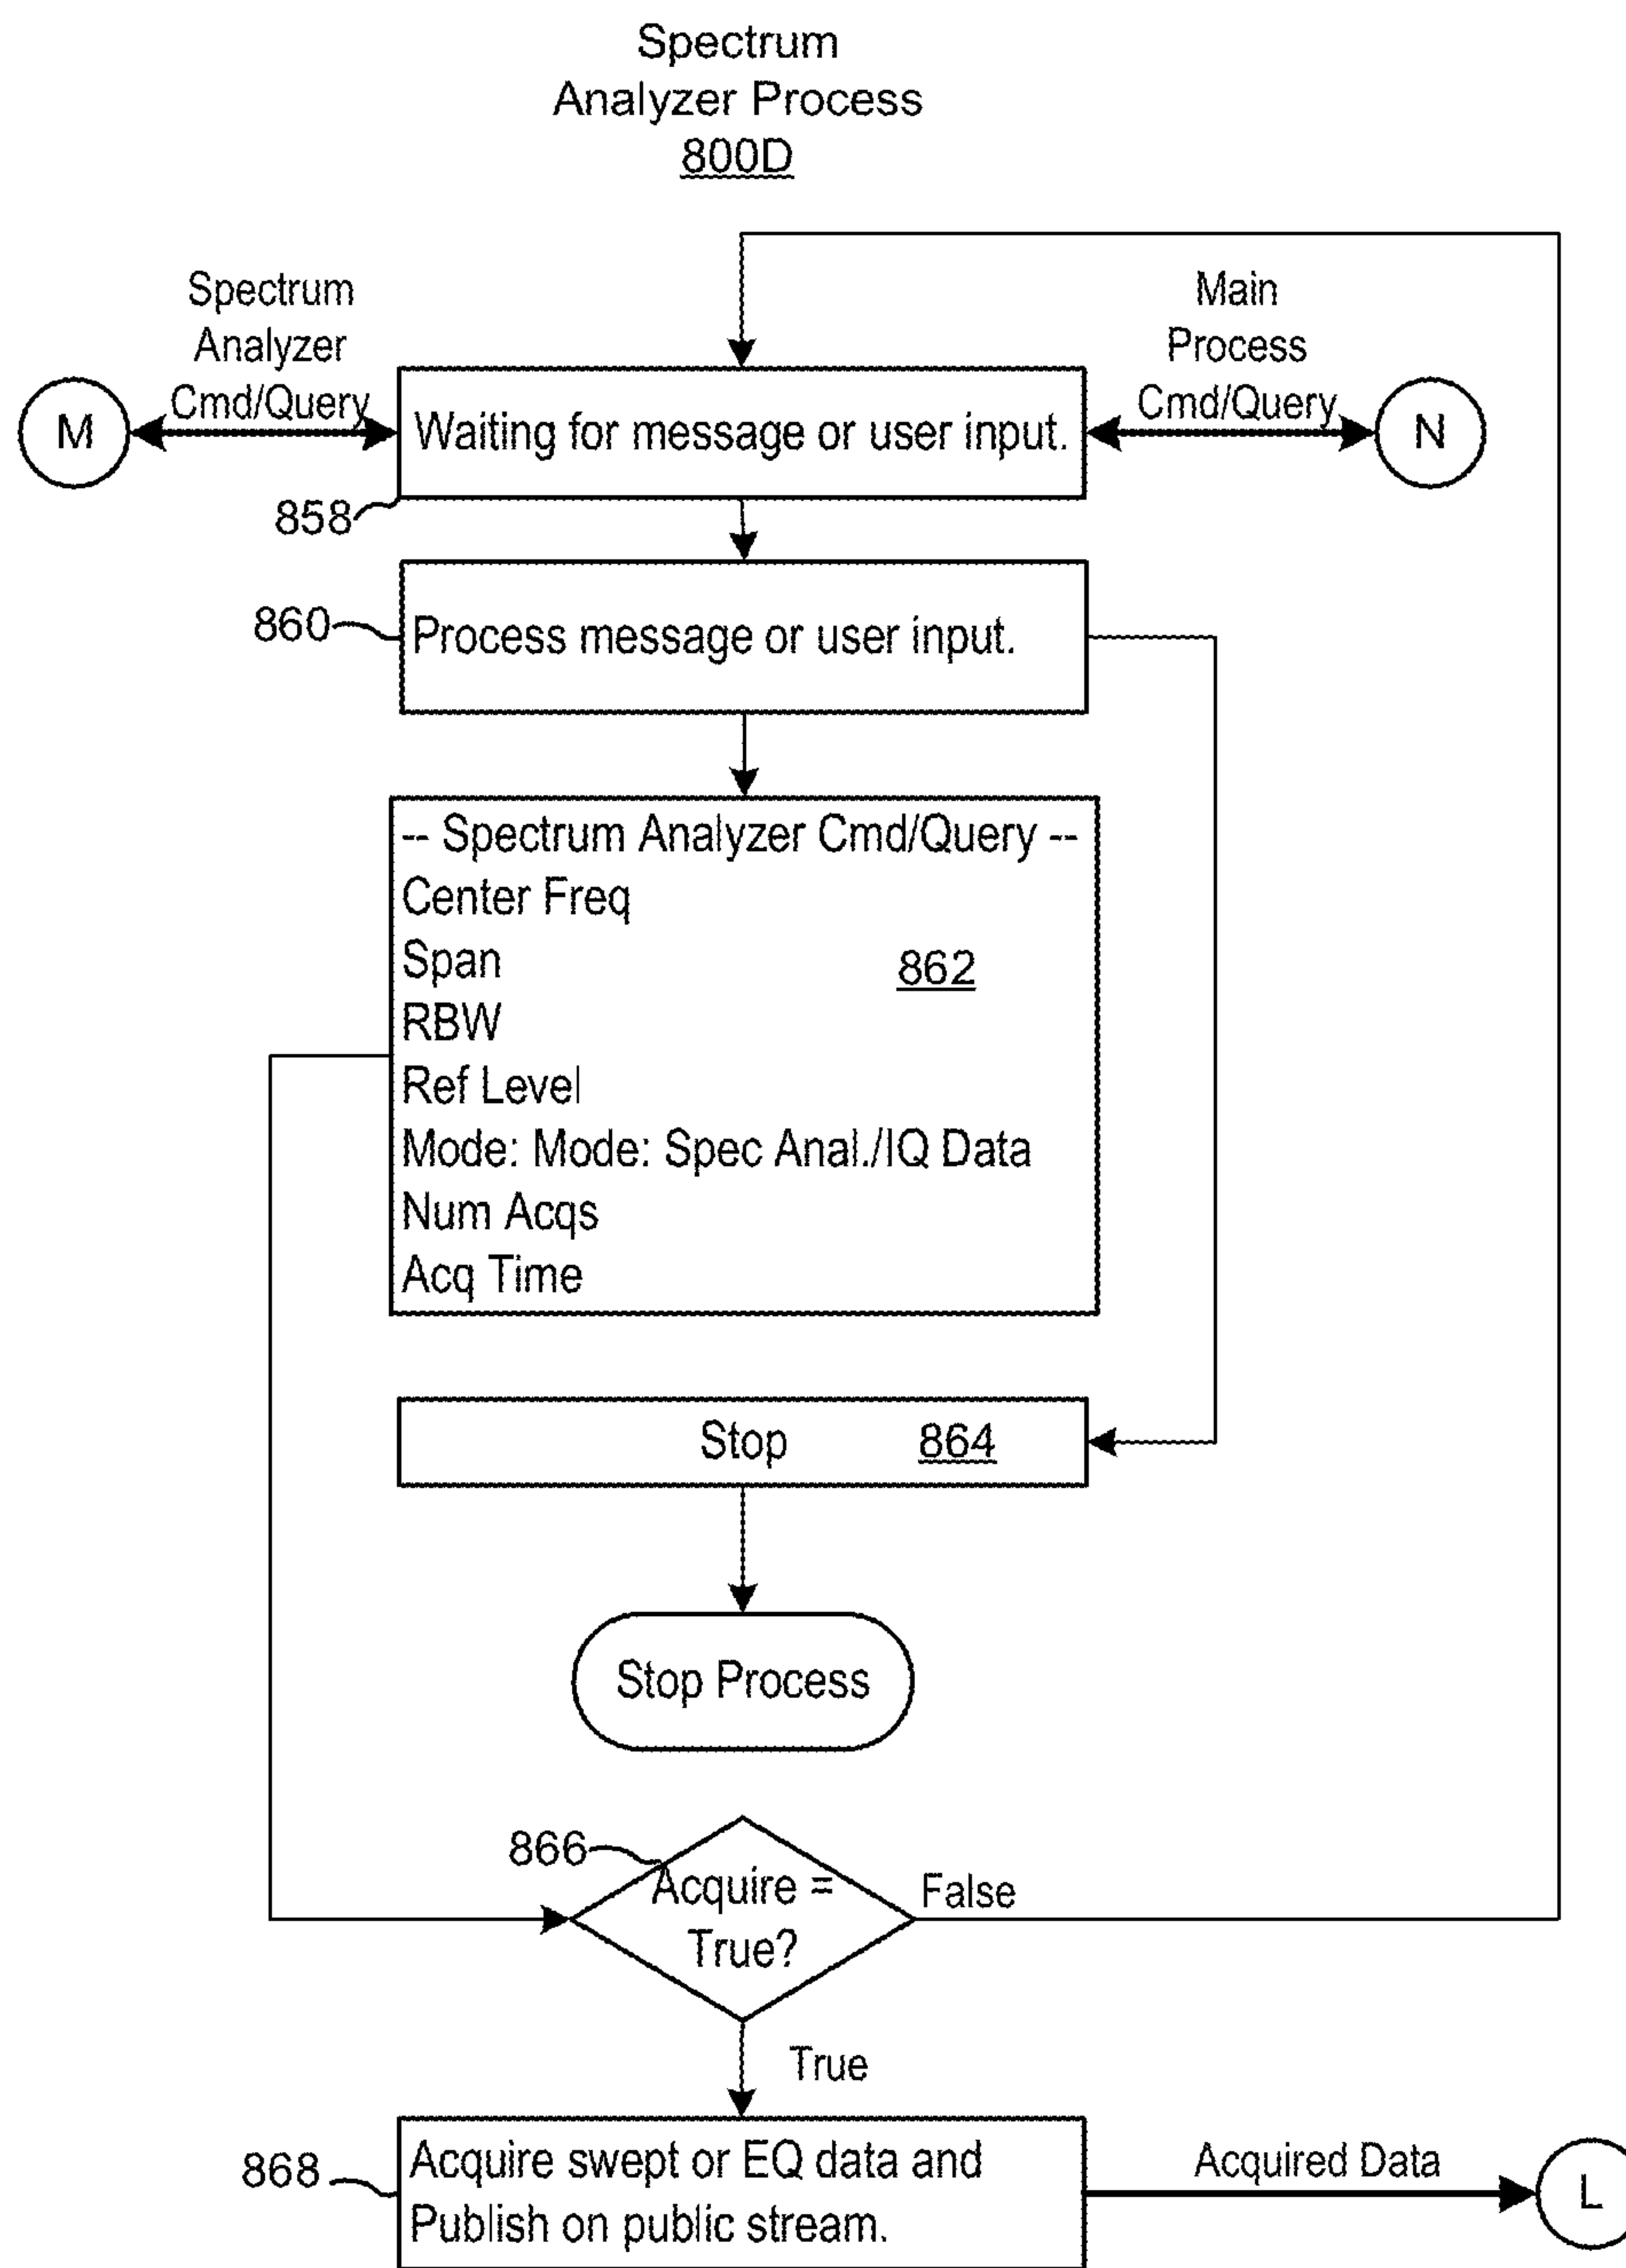 Spectrum
Analyzer Process
800D
Spectrum
Analyzer
Cmd/Query
Main
Process
Cmd/Query
M
Waiting for message or user input.
N
858
860
Process message or user input.
-- Spectrum Analyzer Cmd/Query --
Center Freq
Span
862
RBW
Ref Level
Mode: Mode: Spec Anal./IQ Data
Num Acqs
Acq Time
Stop
864
Stop Process
866
Acquire =
True?
False
True
868
Acquire swept or EQ data and
Publish on public stream.
Acquired Data
L